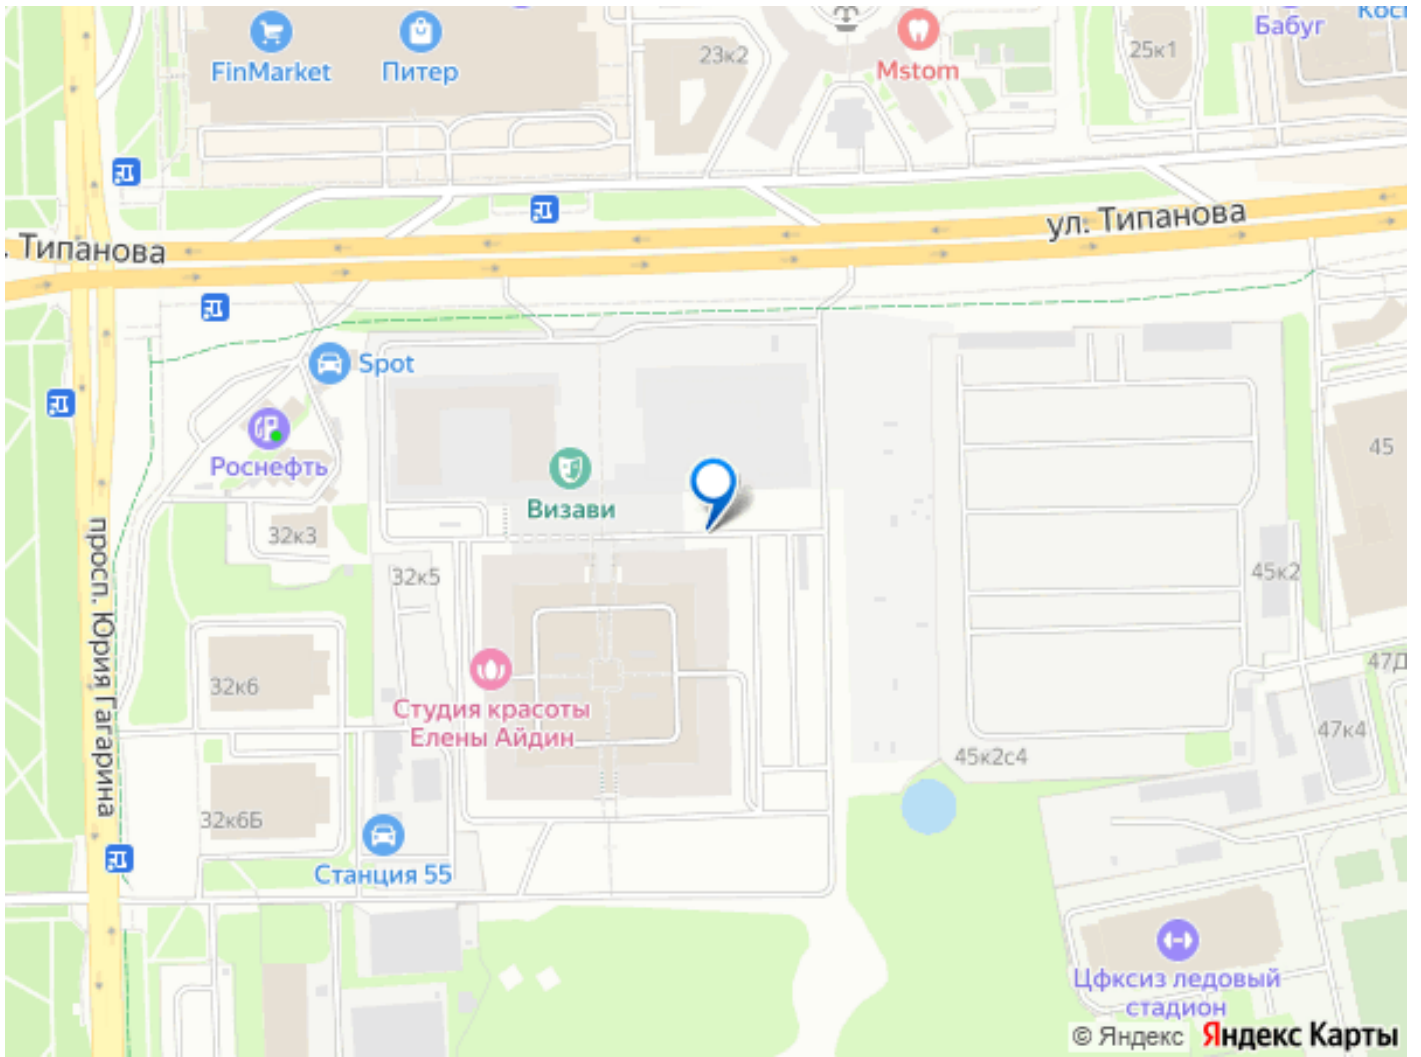 FinMarket
Питер
23к2
Mstom
25к1
Бабуг
ул. Типанова
Типанова
Spot
Роснефть
Визави
32к3
32к5
45
45к2
просп. Юрия Гагарина
32к6
Студия красоты
Елены Айдин
47Д
47к4
45к2с4
32к6Б
Станция 55
Цфксиз ледовый
стадион
© Яндекс Яндекс Карты